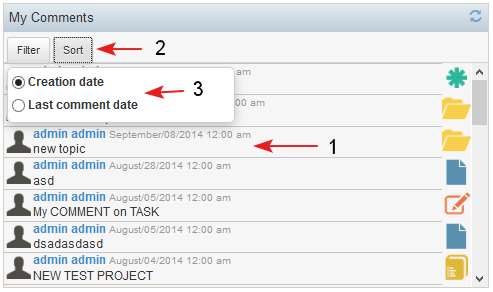 My Comments
Filter Sort
2
00 am
Creation date
3
00 am
Last comment date
admin admin September/08/2014 12:00 am
new topic
1
admin admin August/28/2014 12:00 am
asd
admin admin August/05/2014 12:00 am
My COMMENT on TASK
admin admin August/05/2014 12:00 am
dsadasdasd
admin admin August/04/2014 12:00 am
NEW TEST PROJECT